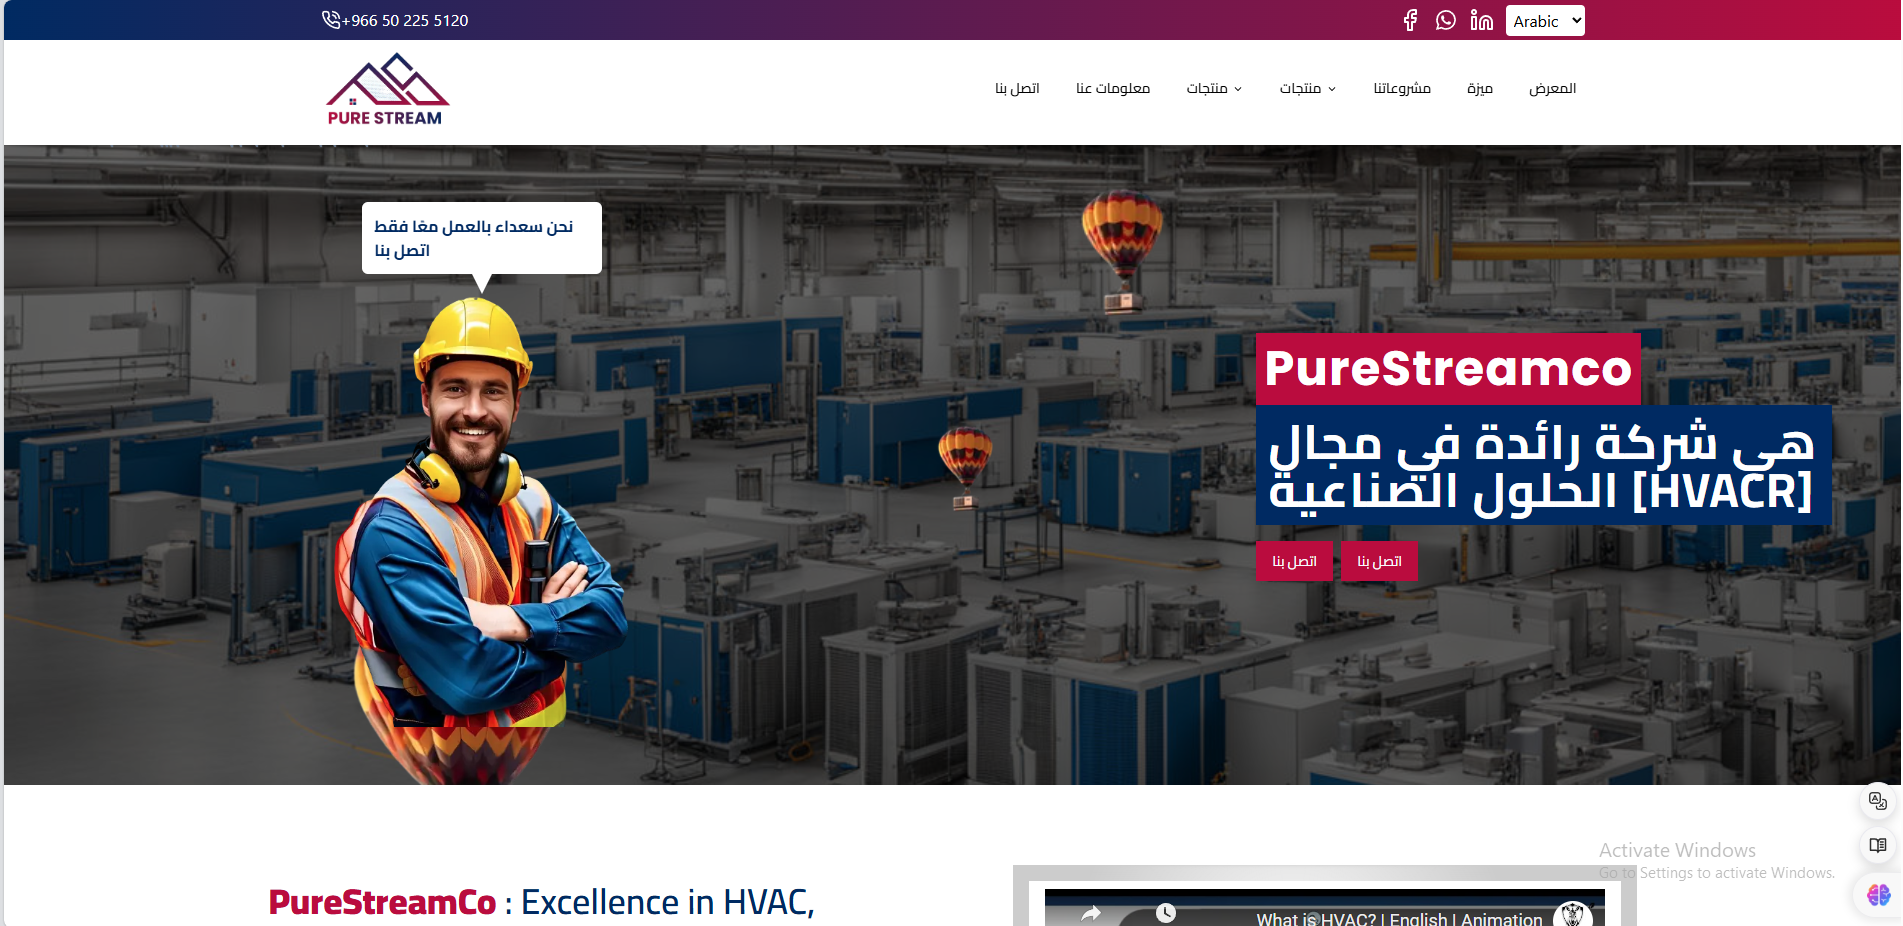 +966 50 225 5120
Arabic
PURE STREAM
المعرض
ميزة
مشروعاتنا
منتجات
منتجات
معلومات عنا
اتصل بنا
نحن سعداء بالعمل معًا فقط
اتصل بنا
PureStreamco
هي شركة رائدة في مجال
الحلول الصناعية [HVACR]
اتصل بنا
اتصل بنا
Activate Windows
Go to Settings to activate Windows.
PureStreamCo : Excellence in HVAC,
What is HVAC? | English | Animation